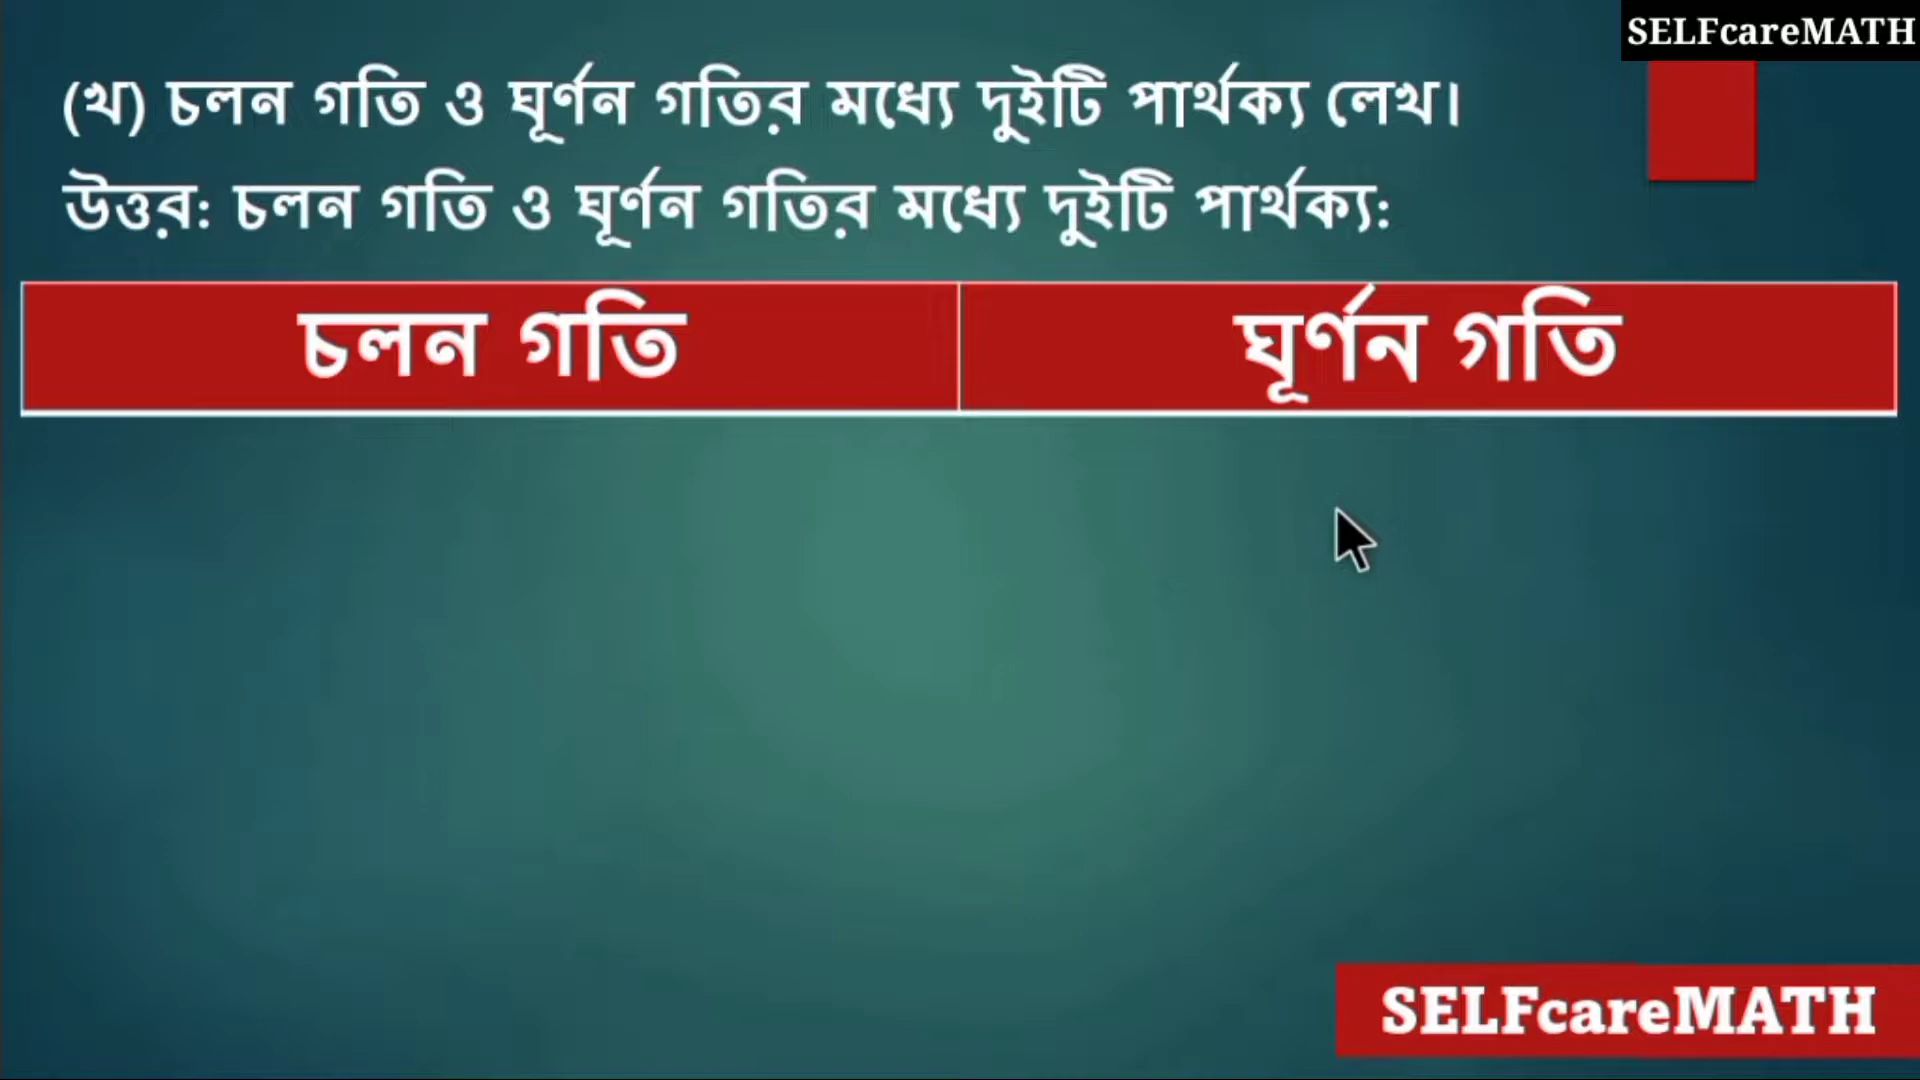 SELFcareMATH
(খ) চলন গতি ও ঘূর্ণন গতির মধ্যে দুইটি পার্থক্য লেখ।
উত্তর: চলন গতি ও ঘূর্ণন গতির মধ্যে দুইটি পার্থক্য:
চলন গতি
ঘূর্ণন গতি
SELFcareMATH